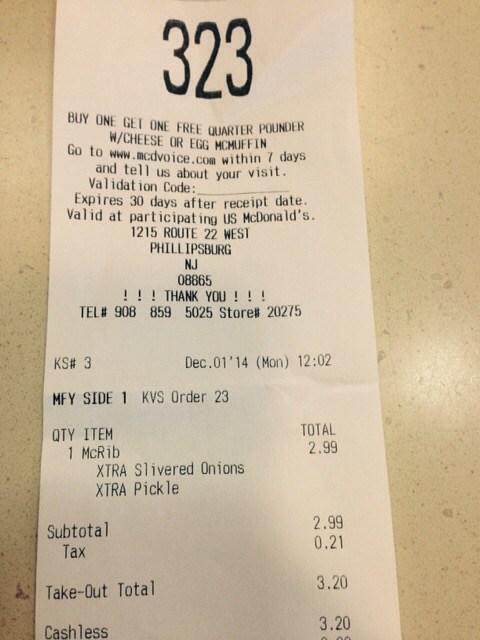 323
BUY ONE GET ONE FREE QUARTER POUNDER
W/CHEESE OR EGG MCMUFFIN
Go to www.mcdvoice.com within 7 days
and tell us about your visit.
Validation Code:____________
Expires 30 days after receipt date.
Valid at participating US McDonald's.
1215 ROUTE 22 WEST
PHILLIPSBURG
NJ
08865
! ! ! THANK YOU ! ! !
TEL# 908 859 5025 Store# 20275
KS# 3 Dec.01'14 (Mon) 12:02
MFY SIDE 1 KVS Order 23
QTY ITEM TOTAL
1 McRib 2.99
XTRA Slivered Onions
XTRA Pickle
Subtotal 2.99
Tax 0.21
Take-Out Total 3.20
Cashless 3.20